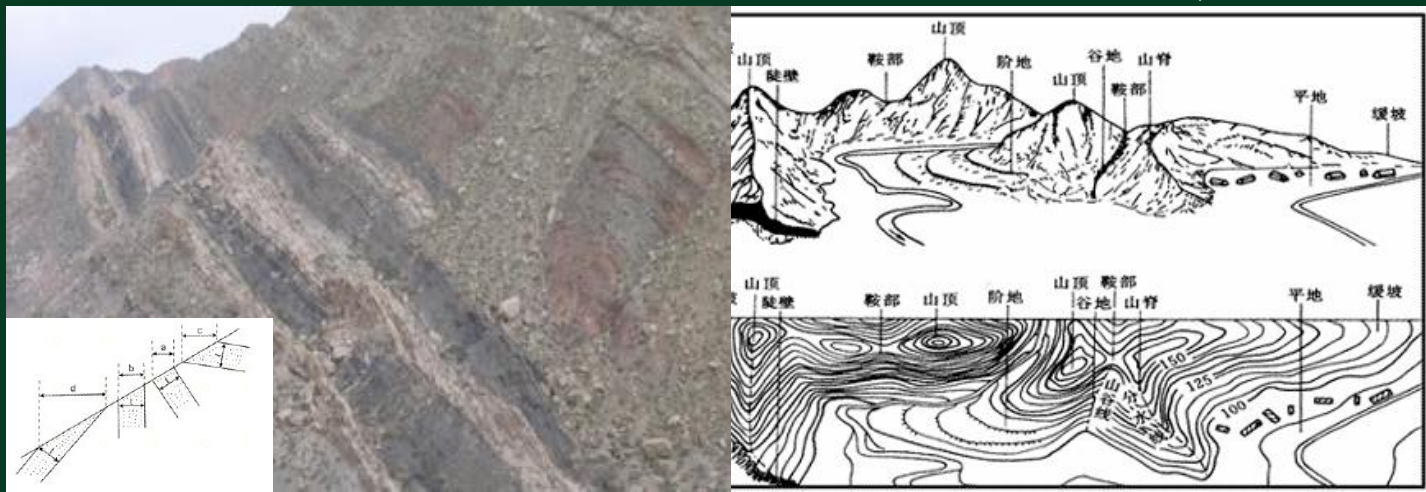 山顶
山顶 陡壁 鞍部 阶地 山顶 谷地 鞍部 山脊 平地 缓坡
山顶 陡壁 鞍部 山顶 阶地 山顶 谷地 鞍部 山脊 平地 缓坡
150
125
100
山谷线
分水线
c
a
b
d